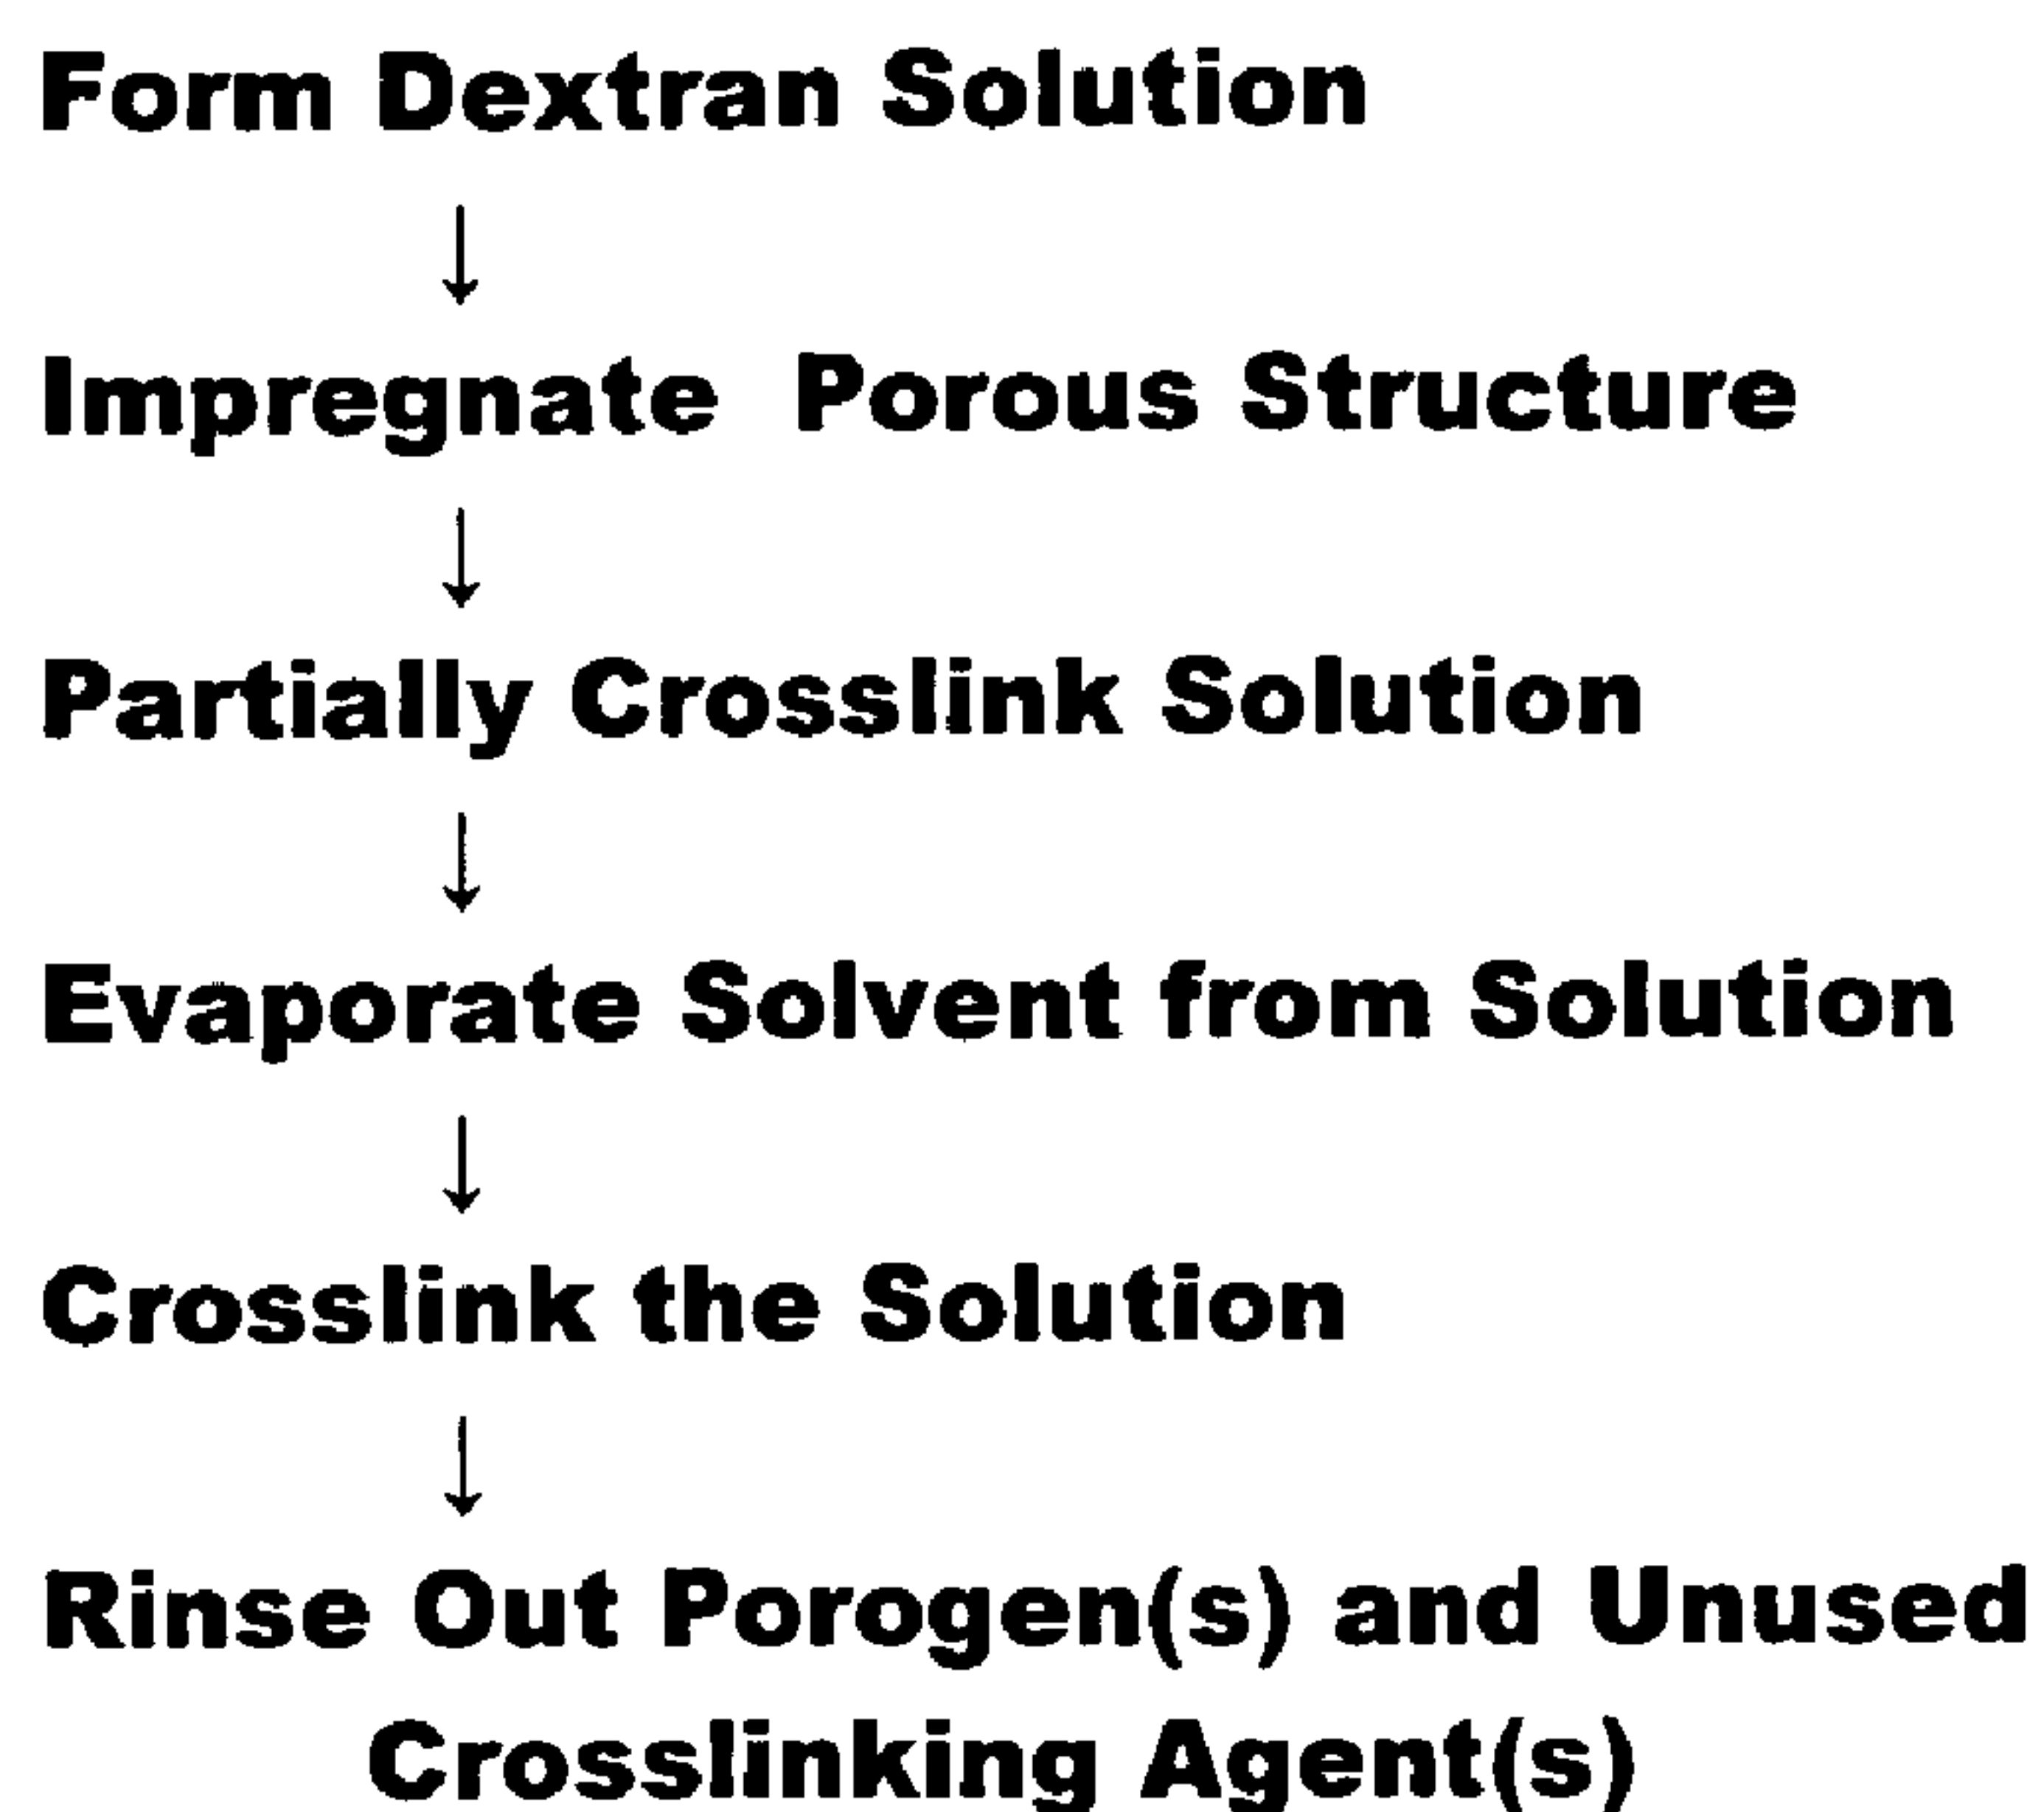 Form Dextran Solution
Impregnate Porous Structure
Partially Crosslink Solution
Evaporate Solvent from Solution
Crosslink the Solution
Rinse Out Porogen(s) and Unused
Crosslinking Agent(s)